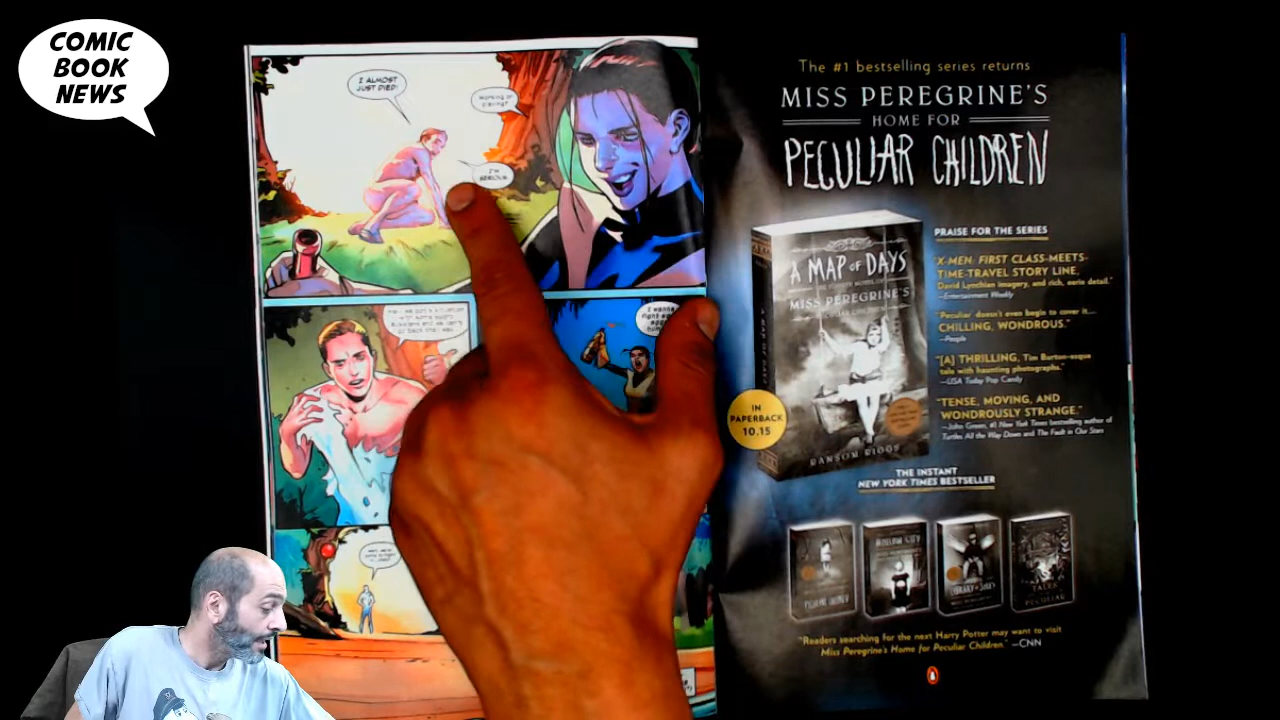 COMIC
BOOK
NEWS
I ALMOST
JUST DIED!
I'M
SERIOUS.
I wanna
The #1 bestselling series returns
MISS PEREGRINE'S
HOME FOR
PECULIAR CHILDREN
PRAISE FOR THE SERIES
"X-MEN: FIRST CLASS-MEETS-
TIME-TRAVEL STORY LINE,
David Lynchian imagery, and rich, eerie detail."
—Entertainment Weekly
"Peculiar doesn't even begin to cover it—
CHILLING, WONDROUS."
—People
"[A] THRILLING, Tim Burton-esque
tale with haunting photographs."
—USA Today Pop Candy
"TENSE, MOVING, AND
WONDROUSLY STRANGE."
—John Green, #1 New York Times bestselling author of
Turtles All the Way Down and The Fault in Our Stars
A MAP OF DAYS
MISS PEREGRINE'S
RANSOM RIGGS
IN
PAPERBACK
10.15
THE INSTANT
NEW YORK TIMES BESTSELLER
HOLLOW CITY
LIBRARY OF SOULS
"Readers searching for the next Harry Potter may want to visit
Miss Peregrine's Home for Peculiar Children." —CNN